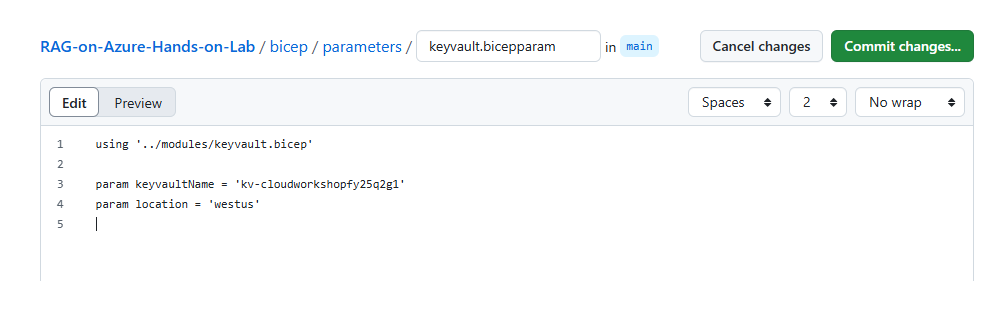 RAG-on-Azure-Hands-on-Lab / bicep / parameters / keyvault.bicepparam in main Cancel changes Commit changes...
Edit Preview Spaces 2 No wrap
1 using '../modules/keyvault.bicep'
2
3 param keyvaultName = 'kv-cloudworkshopfy25q2g1'
4 param location = 'westus'
5